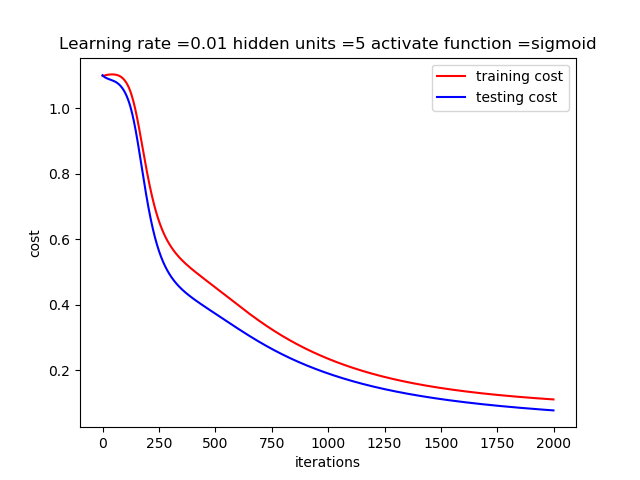 Learning rate =0.01 hidden units =5 activate function =sigmoid
training cost
testing cost
1.0
0.8
0.6
0.4
0.2
cost
0 250 500 750 1000 1250 1500 1750 2000
iterations